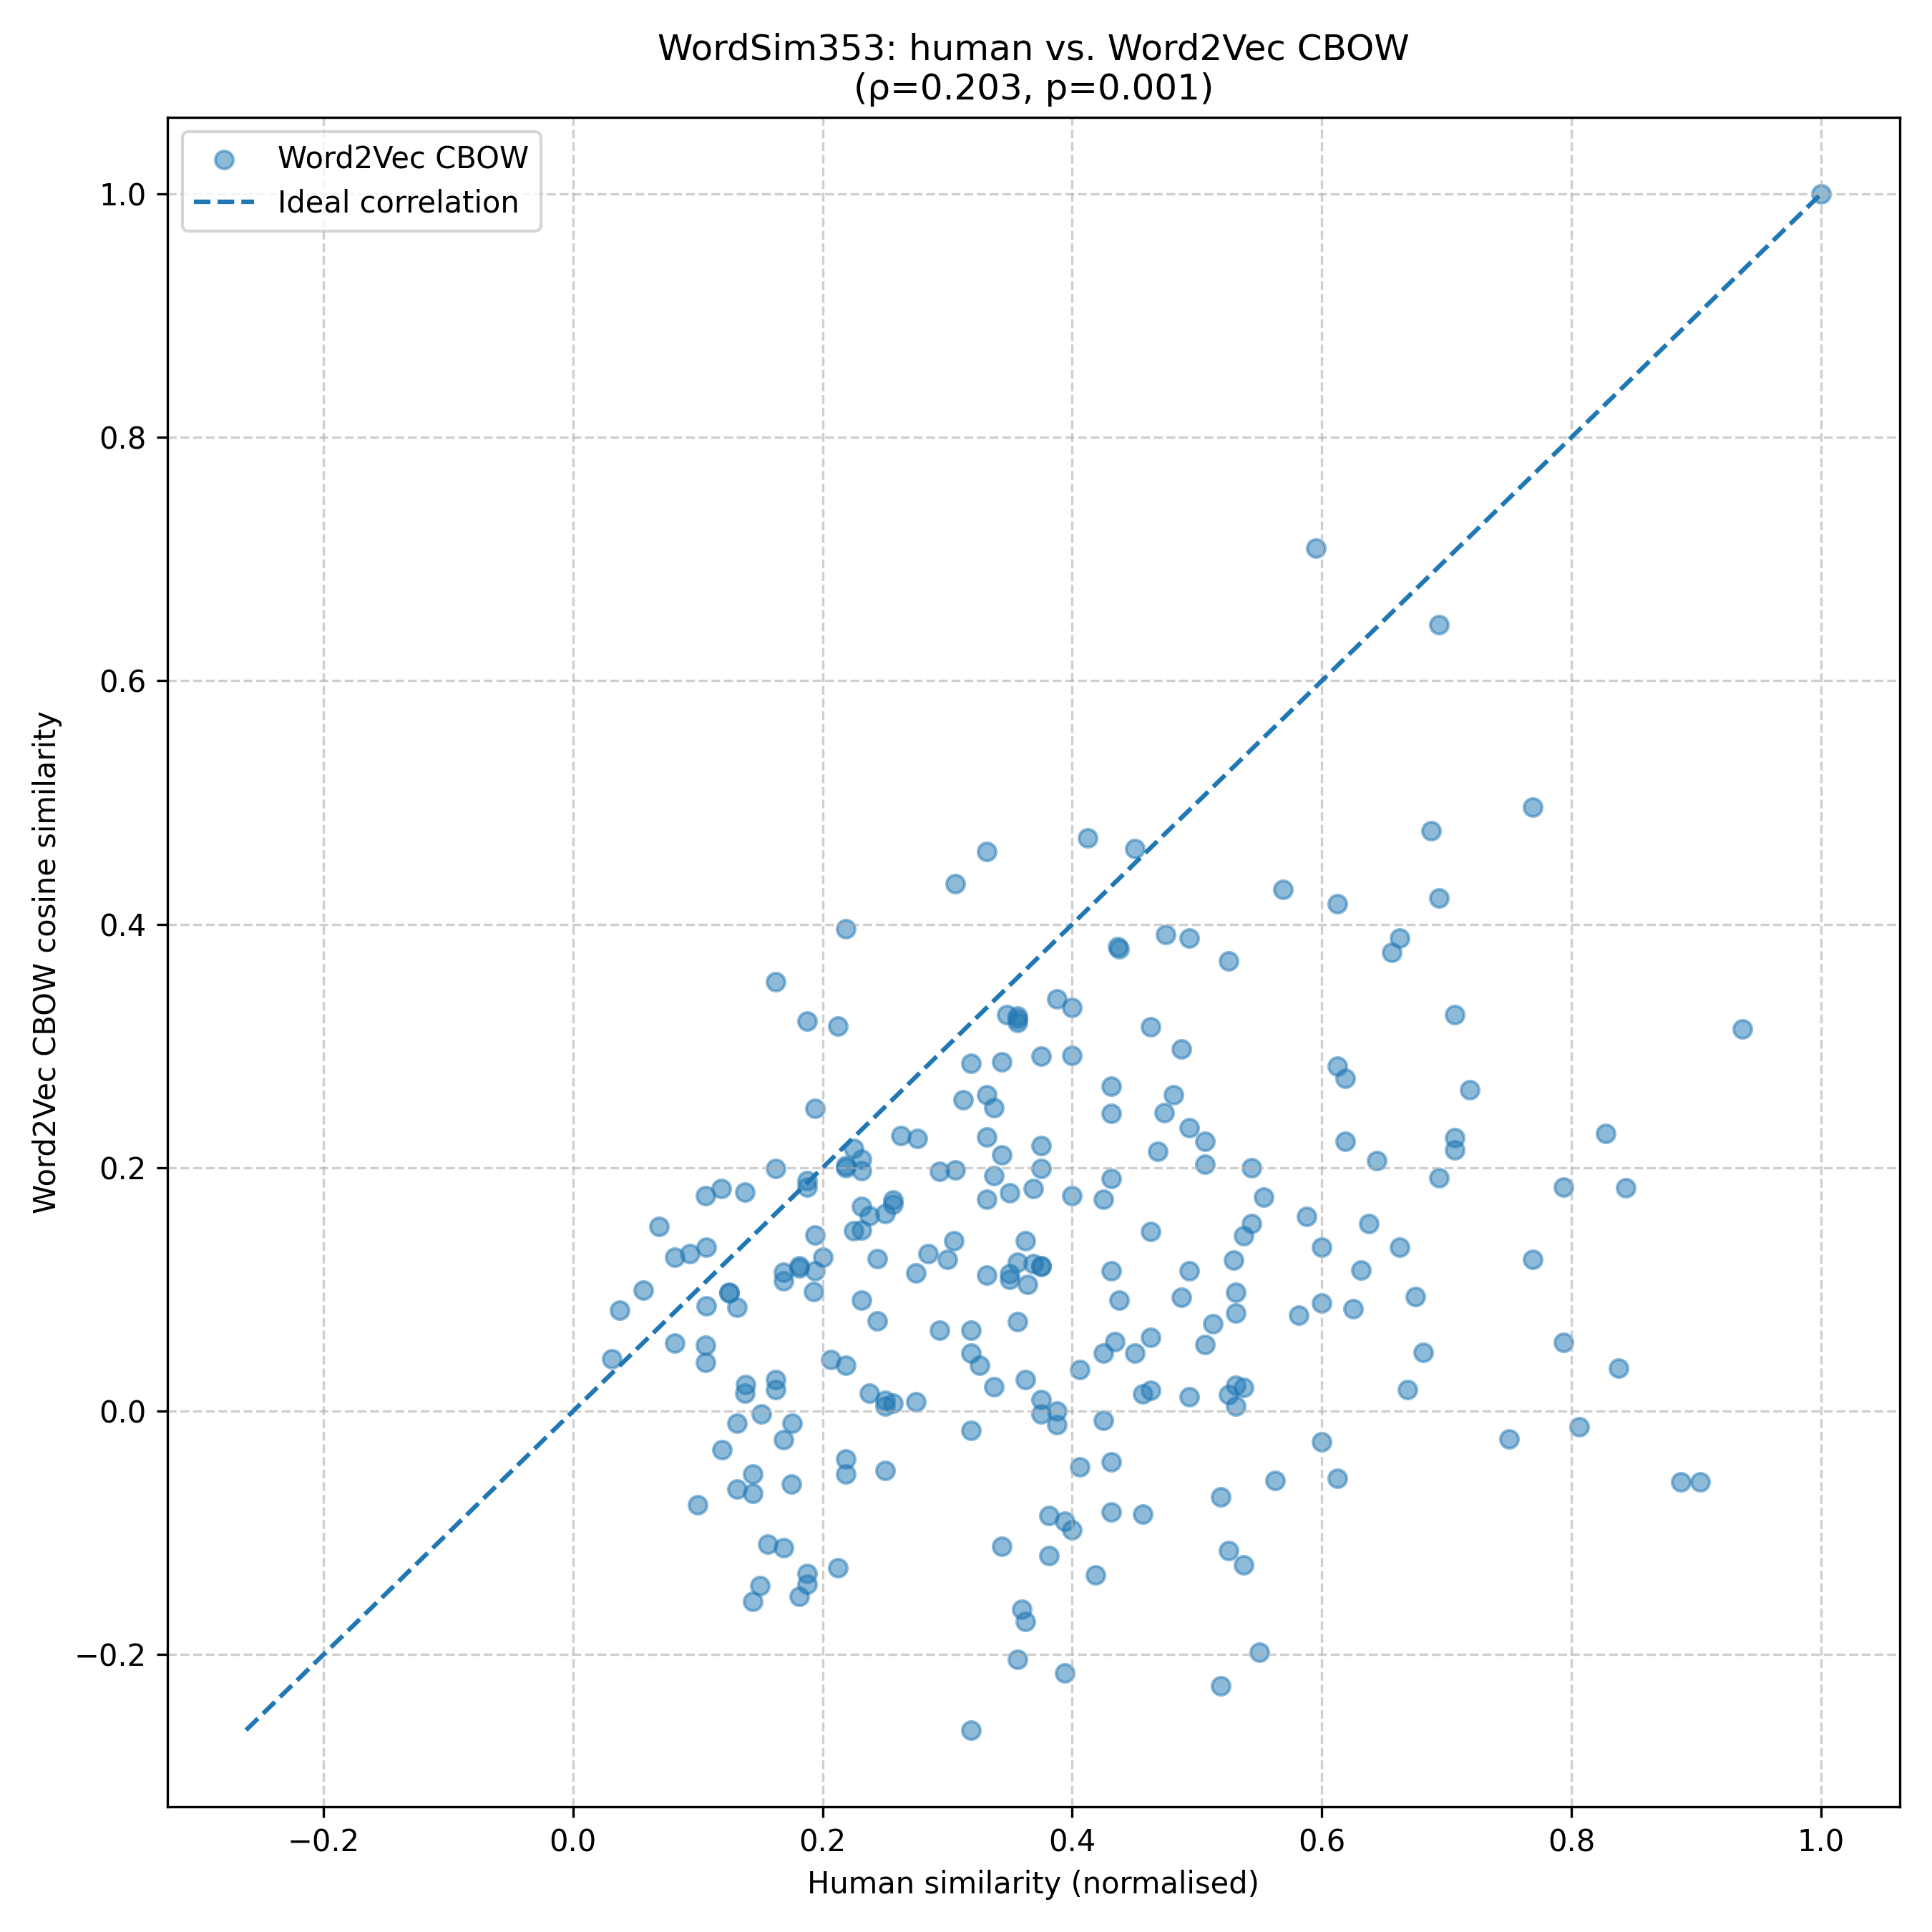 WordSim353: human vs. Word2Vec CBOW
(ρ=0.203, p=0.001)
Word2Vec CBOW
Ideal correlation
1.0
0.8
0.6
0.4
0.2
0.0
−0.2
Word2Vec CBOW cosine similarity
−0.2 0.0 0.2 0.4 0.6 0.8 1.0
Human similarity (normalised)